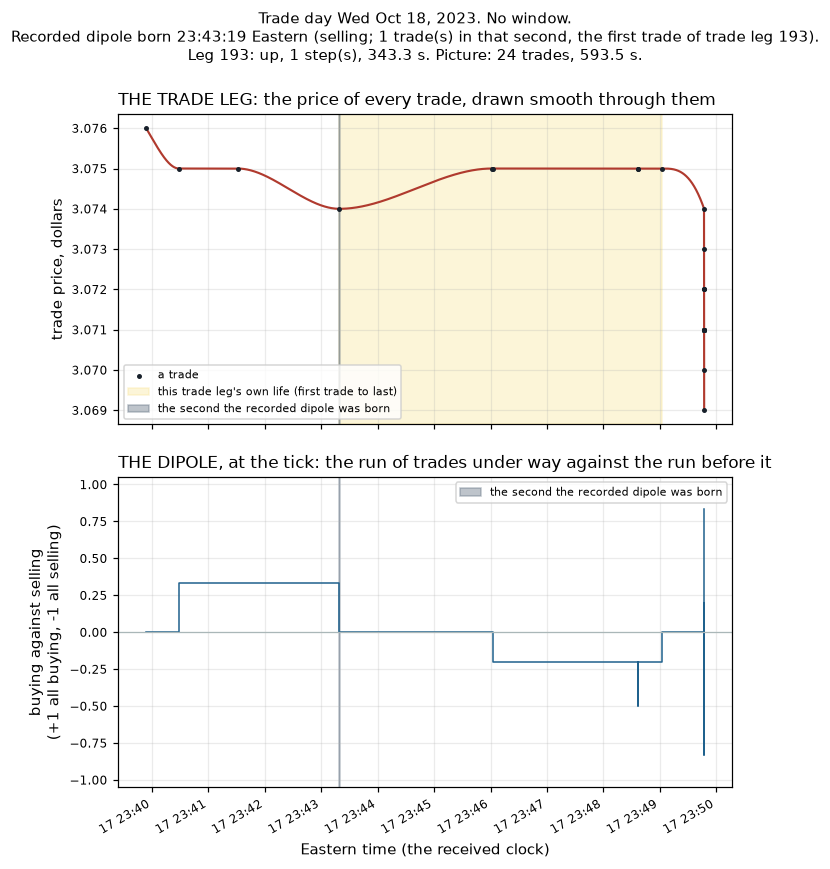 Trade day Wed Oct 18, 2023. No window.
Recorded dipole born 23:43:19 Eastern (selling; 1 trade(s) in that second, the first trade of trade leg 193).
Leg 193: up, 1 step(s), 343.3 s. Picture: 24 trades, 593.5 s.
THE TRADE LEG: the price of every trade, drawn smooth through them
trade price, dollars
3.076
3.075
3.074
3.073
3.072
3.071
3.070
3.069
a trade
this trade leg's own life (first trade to last)
the second the recorded dipole was born
THE DIPOLE, at the tick: the run of trades under way against the run before it
buying against selling
(+1 all buying, -1 all selling)
1.00
0.75
0.50
0.25
0.00
−0.25
−0.50
−0.75
−1.00
the second the recorded dipole was born
17 23:40
17 23:41
17 23:42
17 23:43
17 23:44
17 23:45
17 23:46
17 23:47
17 23:48
17 23:49
17 23:50
Eastern time (the received clock)